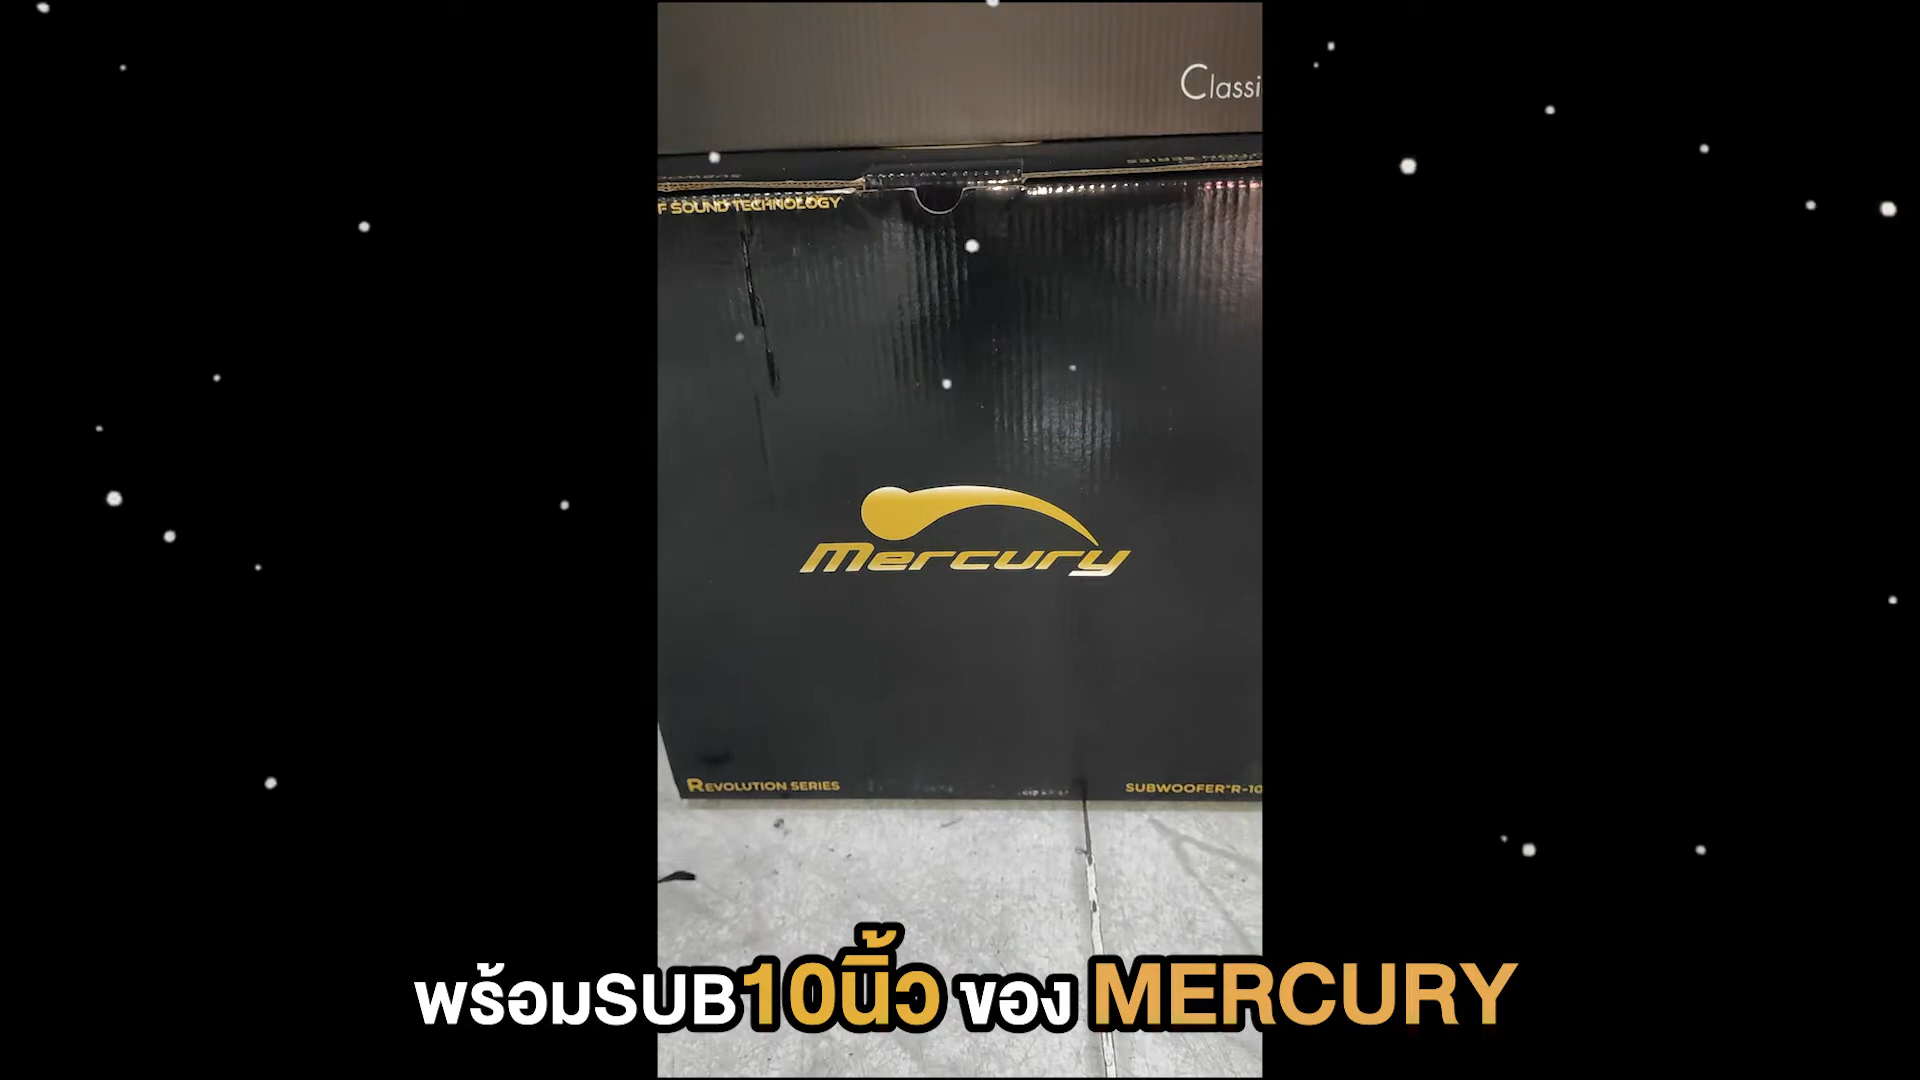 Classi
F SOUND TECHNOLOGY
Mercury
REVOLUTION SERIES
SUBWOOFER R-10
พร้อมSUB10นิ้ว ของ MERCURY